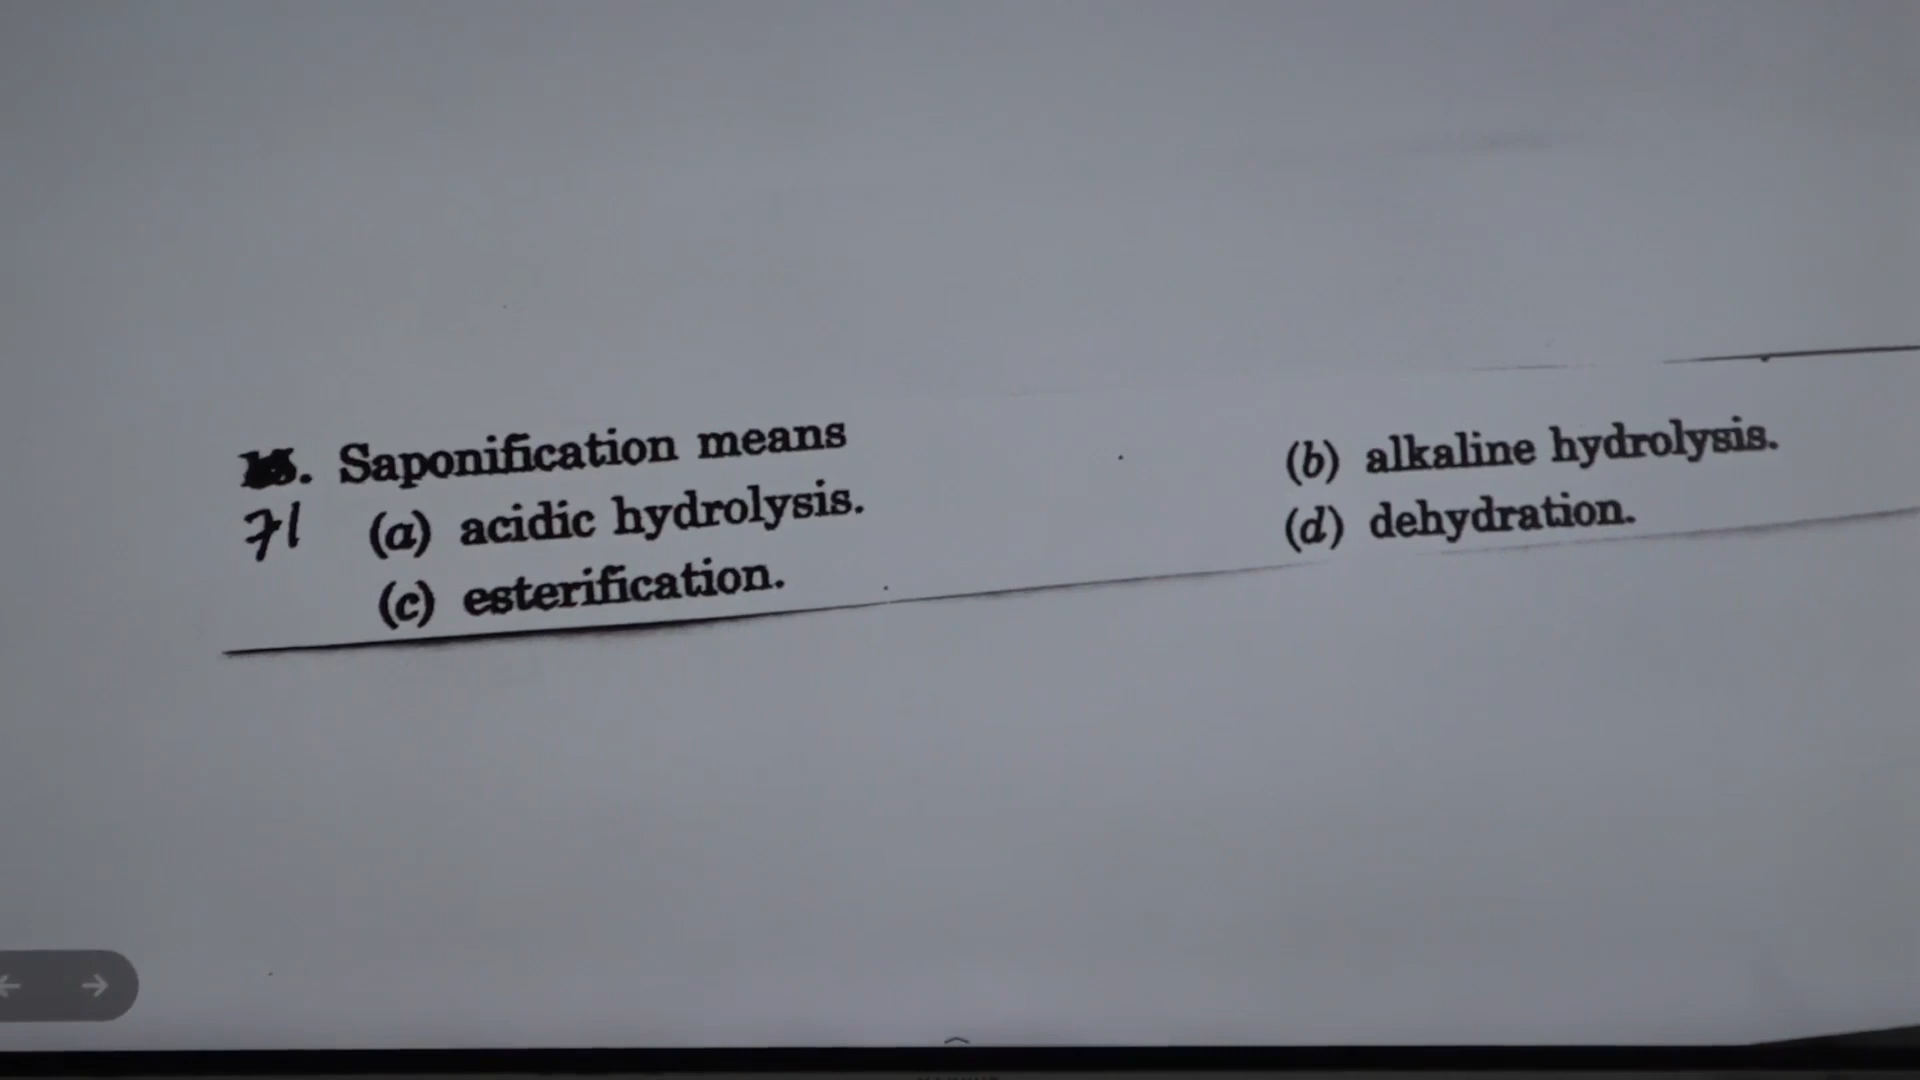 . Saponification means
71 (a) acidic hydrolysis. (b) alkaline hydrolysis.
(c) esterification. (d) dehydration.